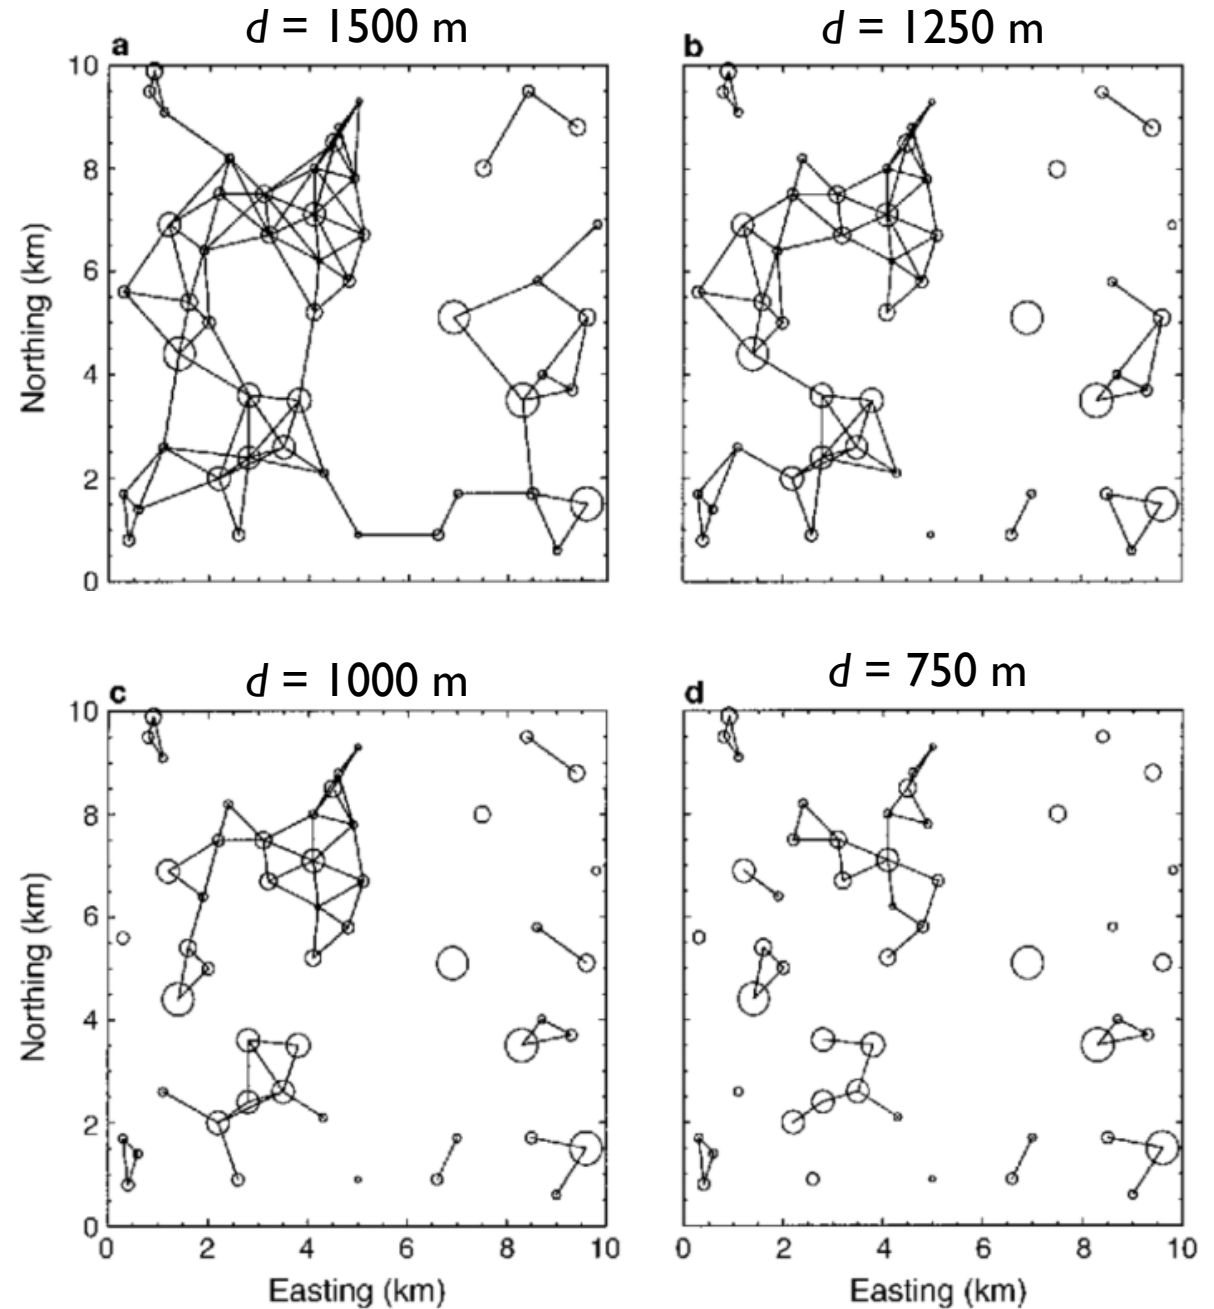 d = 1500 m
d = 1250 m
a
b
10
8
6
4
2
0
Northing (km)
d = 1000 m
d = 750 m
c
d
10
8
6
4
2
0
Northing (km)
0 2 4 6 8 10
0 2 4 6 8 10
Easting (km)
Easting (km)